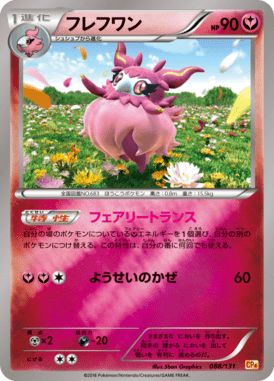 1進化
フレフワン
HP 90
シュシュプから進化
全国図鑑No.683 ほうこうポケモン 高さ:0.8m 重さ:15.5kg
特性
フェアリートランス
自分の場のポケモンについている エネルギーを1個選び、自分の別の
ポケモンにつけ替える。この特性は、自分の番に何回でも使える。
ようせいのかぜ 60
×2 -20
にげる
Illus.5ban Graphics
CP4 088/131
©2016 Pokémon/Nintendo/Creatures/GAME FREAK.